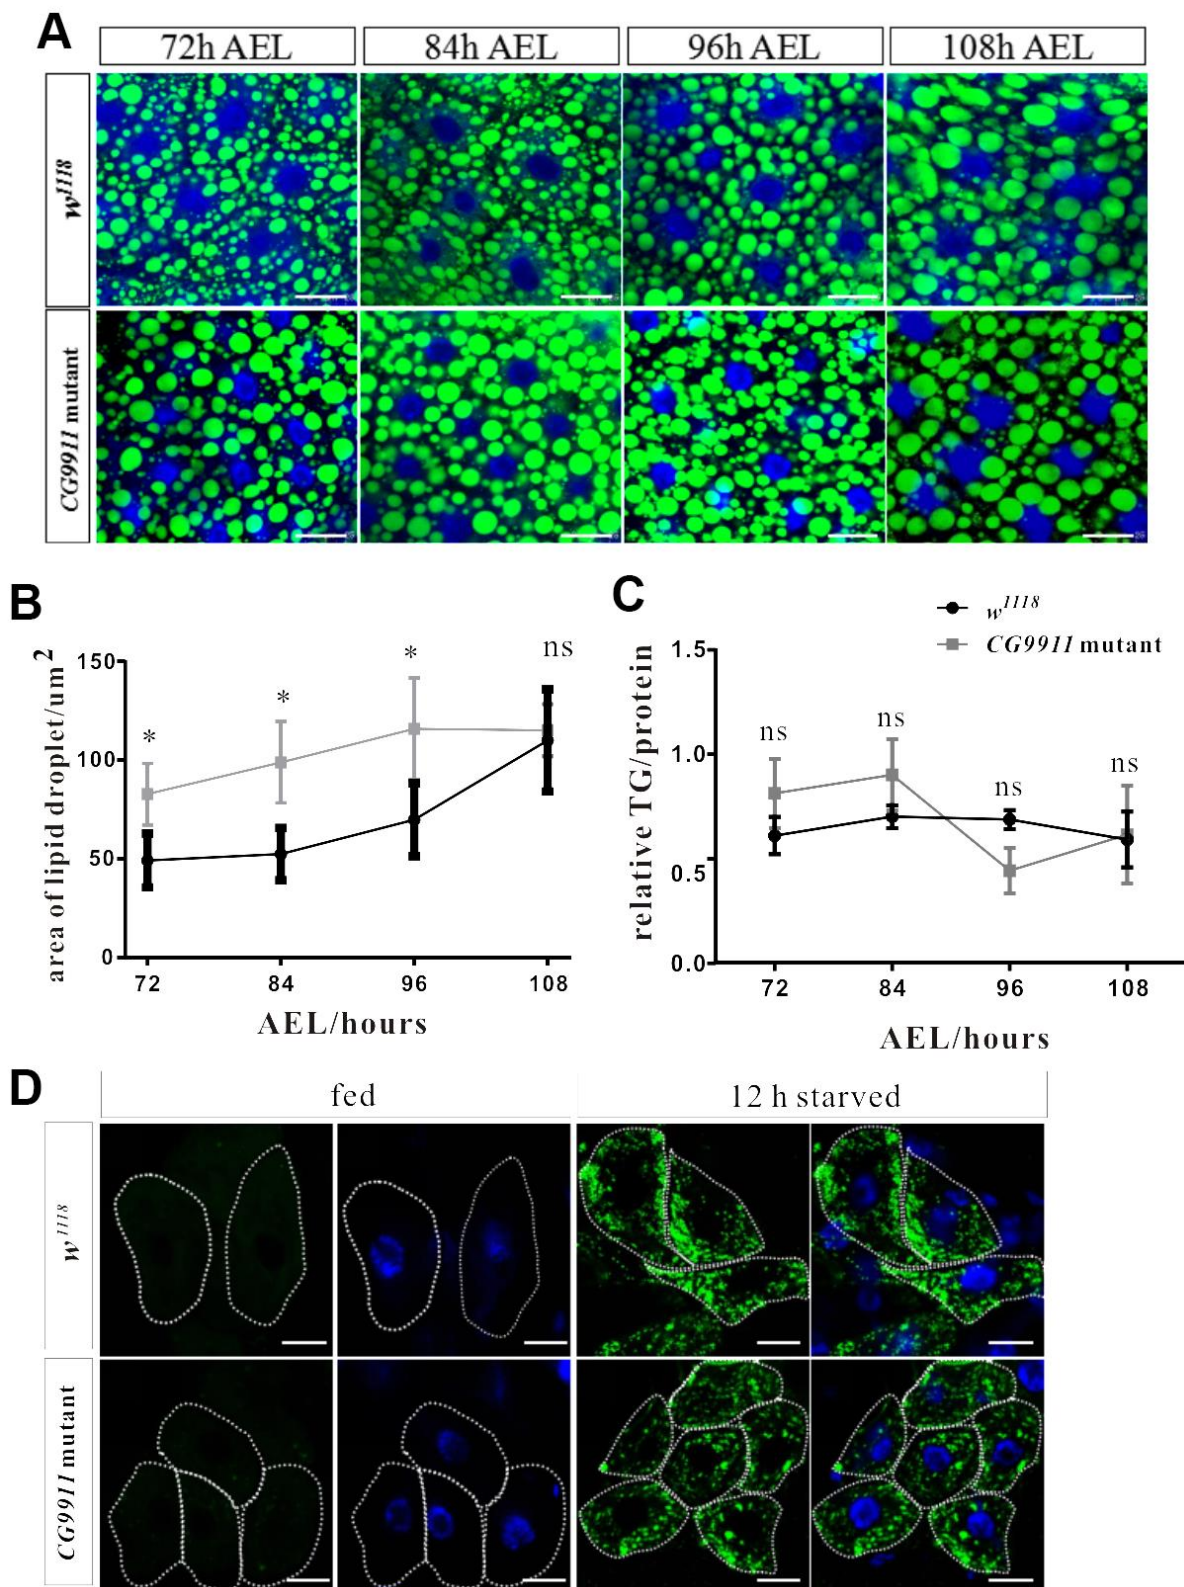 A
72h AEL 84h AEL 96h AEL 108h AEL
w1118
CG9911 mutant
B
area of lipid droplet/um2
150
100
50
0
* * * ns
72 84 96 108
AEL/hours
C
w1118
CG9911 mutant
relative TG/protein
1.5
1.0
0.5
0.0
ns ns ns ns
72 84 96 108
AEL/hours
D
fed 12 h starved
w1118
CG9911 mutant